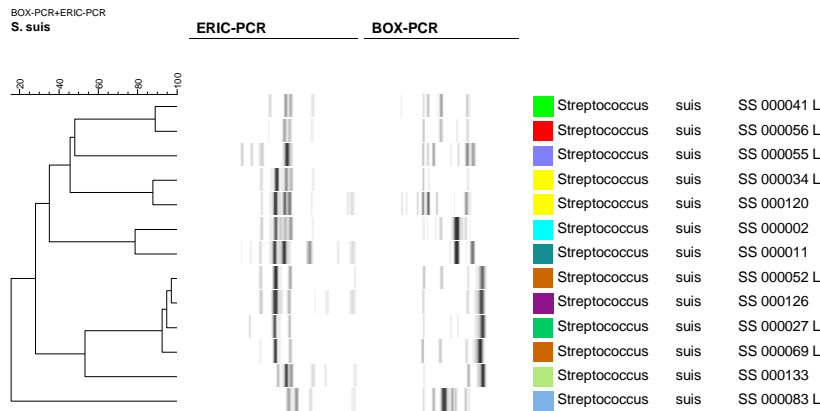 BOX-PCR+ERIC-PCR
S. suis
ERIC-PCR
BOX-PCR
20 40 60 80 100
Streptococcus suis SS 000041 L
Streptococcus suis SS 000056 L
Streptococcus suis SS 000055 L
Streptococcus suis SS 000034 L
Streptococcus suis SS 000120
Streptococcus suis SS 000002
Streptococcus suis SS 000011
Streptococcus suis SS 000052 L
Streptococcus suis SS 000126
Streptococcus suis SS 000027 L
Streptococcus suis SS 000069 L
Streptococcus suis SS 000133
Streptococcus suis SS 000083 L